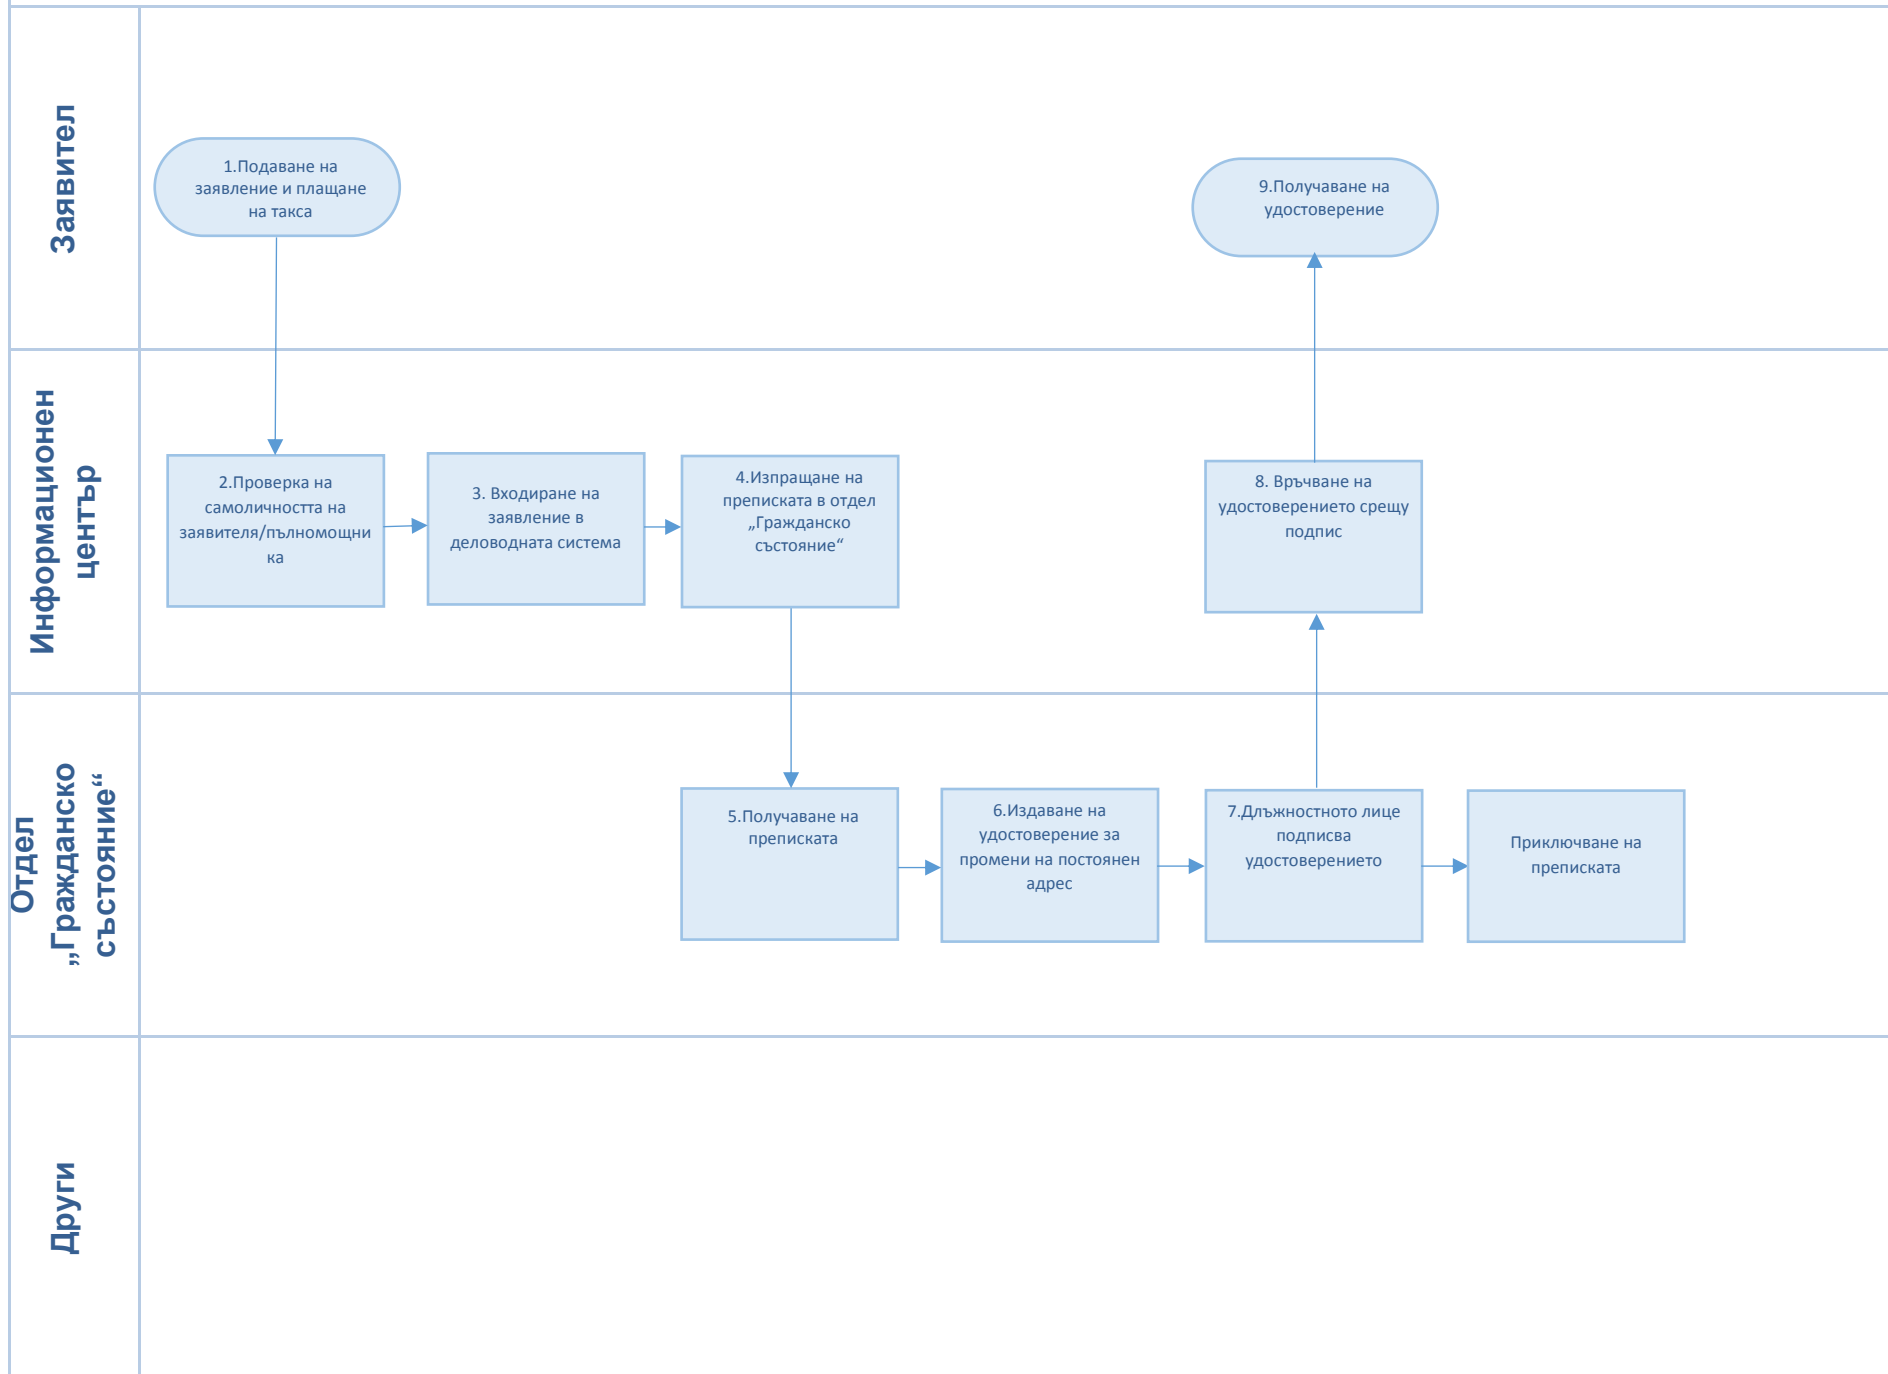 Заявител
1.Подаване на
заявление и плащане
на такса
9.Получаване на
удостоверение
Информационен
център
2.Проверка на
самоличността на
заявителя/пълномощни
ка
3. Входиране на
заявление в
деловодната система
4.Изпращане на
преписката в отдел
„Гражданско
състояние“
8. Връчване на
удостоверението срещу
подпис
Отдел
„Гражданско
състояние“
5.Получаване на
преписката
6.Издаване на
удостоверение за
промени на постоянен
адрес
7.Длъжностното лице
подписва
удостоверението
Приключване на
преписката
Други